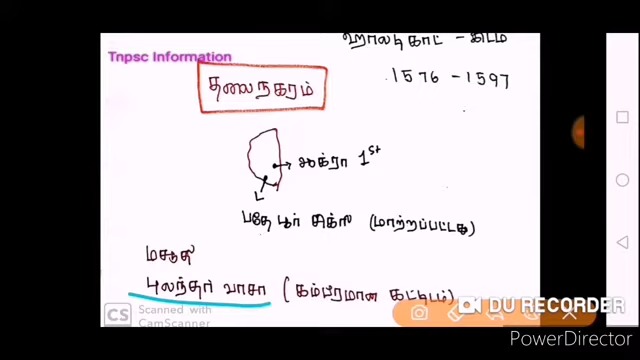 ஹால்டிகாட் - கிடம்
Tnpsc Information
1576 - 1597
தலைநகரம்
ஆக்ரா 1st
பதேபூர் சிக்ரி (மாற்றப்பட்டது)
மசூதி
புலந்தர் வாசா (கம்பீரமான கட்டிடம்)
DU RECORDER
CS Scanned with
CamScanner
PowerDirector